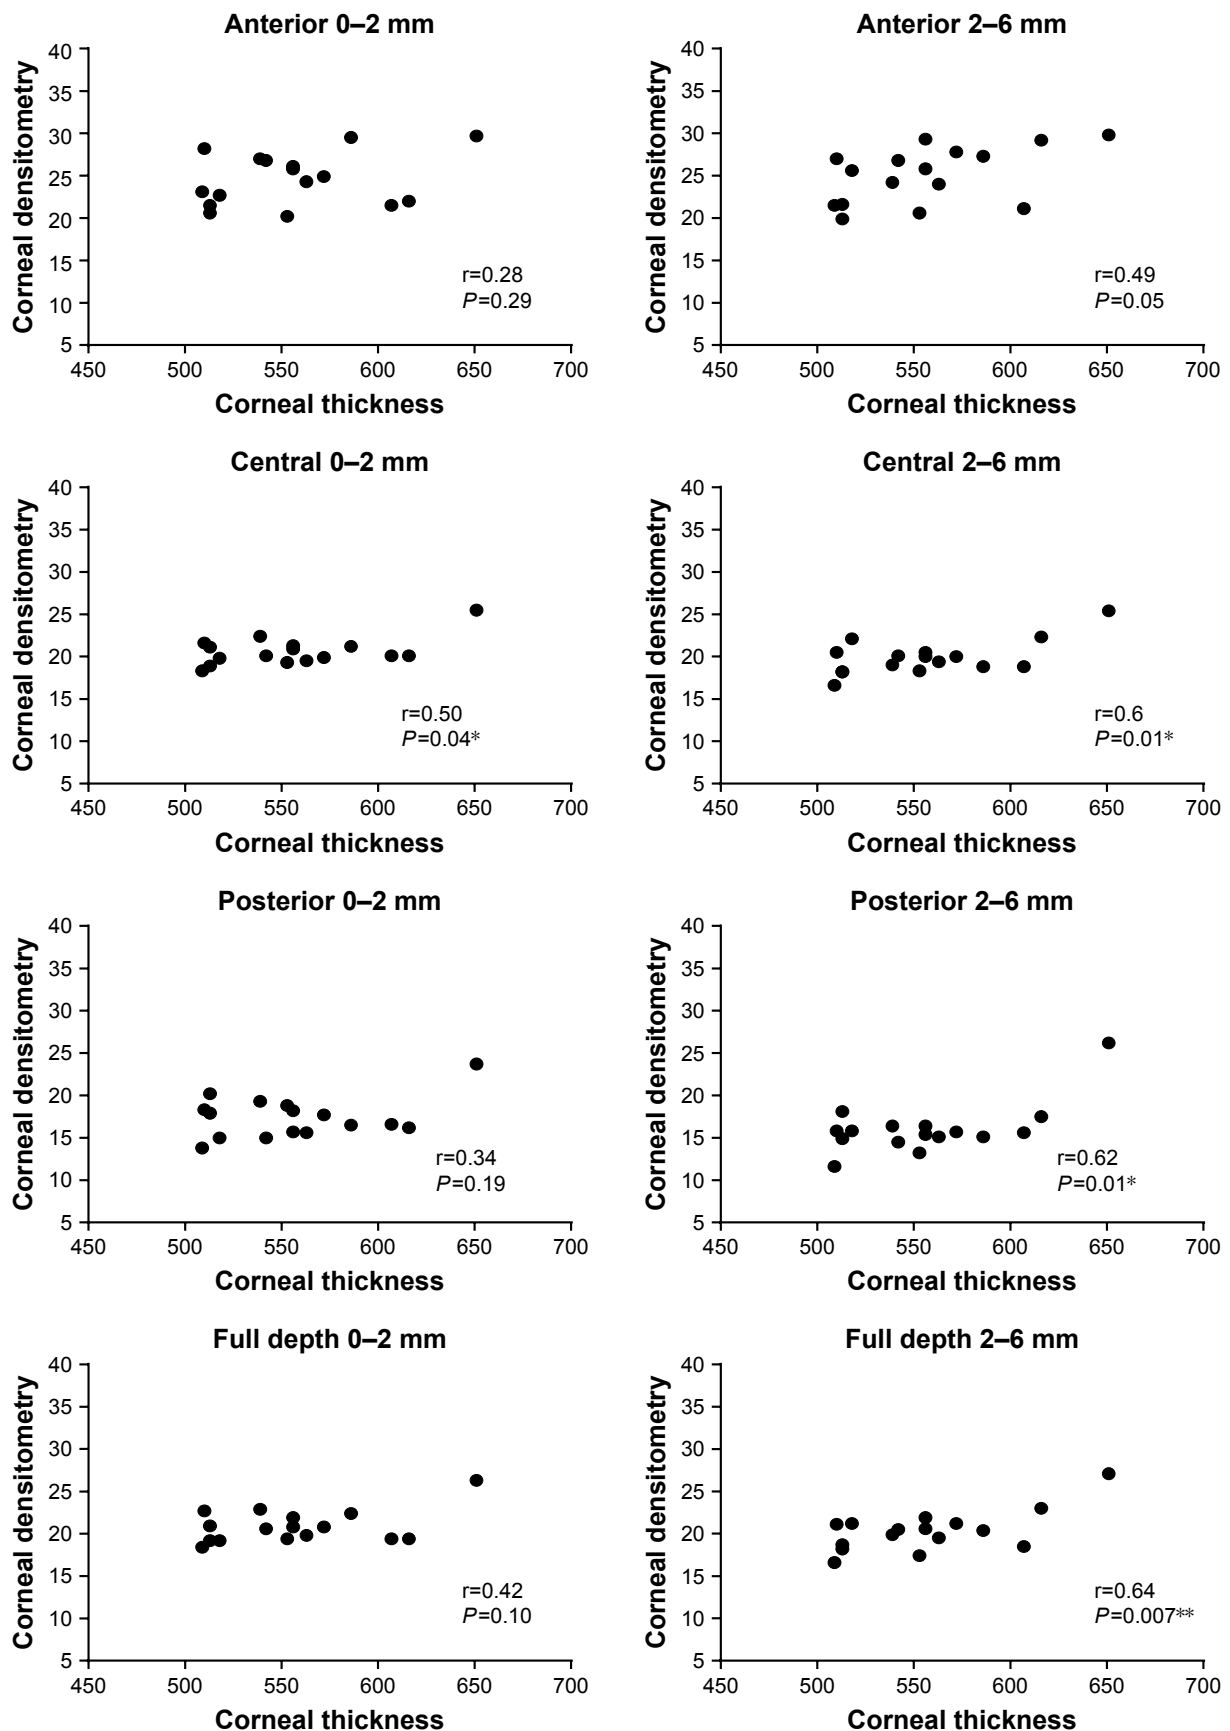 Anterior 0–2 mm
Corneal densitometry
40
35
30
25
20
15
10
5
r=0.28
P=0.29
450 500 550 600 650 700
Corneal thickness
Anterior 2–6 mm
Corneal densitometry
40
35
30
25
20
15
10
5
r=0.49
P=0.05
450 500 550 600 650 700
Corneal thickness
Central 0–2 mm
Corneal densitometry
40
35
30
25
20
15
10
5
r=0.50
P=0.04*
450 500 550 600 650 700
Corneal thickness
Central 2–6 mm
Corneal densitometry
40
35
30
25
20
15
10
5
r=0.6
P=0.01*
450 500 550 600 650 700
Corneal thickness
Posterior 0–2 mm
Corneal densitometry
40
35
30
25
20
15
10
5
r=0.34
P=0.19
450 500 550 600 650 700
Corneal thickness
Posterior 2–6 mm
Corneal densitometry
40
35
30
25
20
15
10
5
r=0.62
P=0.01*
450 500 550 600 650 700
Corneal thickness
Full depth 0–2 mm
Corneal densitometry
40
35
30
25
20
15
10
5
r=0.42
P=0.10
450 500 550 600 650 700
Corneal thickness
Full depth 2–6 mm
Corneal densitometry
40
35
30
25
20
15
10
5
r=0.64
P=0.007**
450 500 550 600 650 700
Corneal thickness